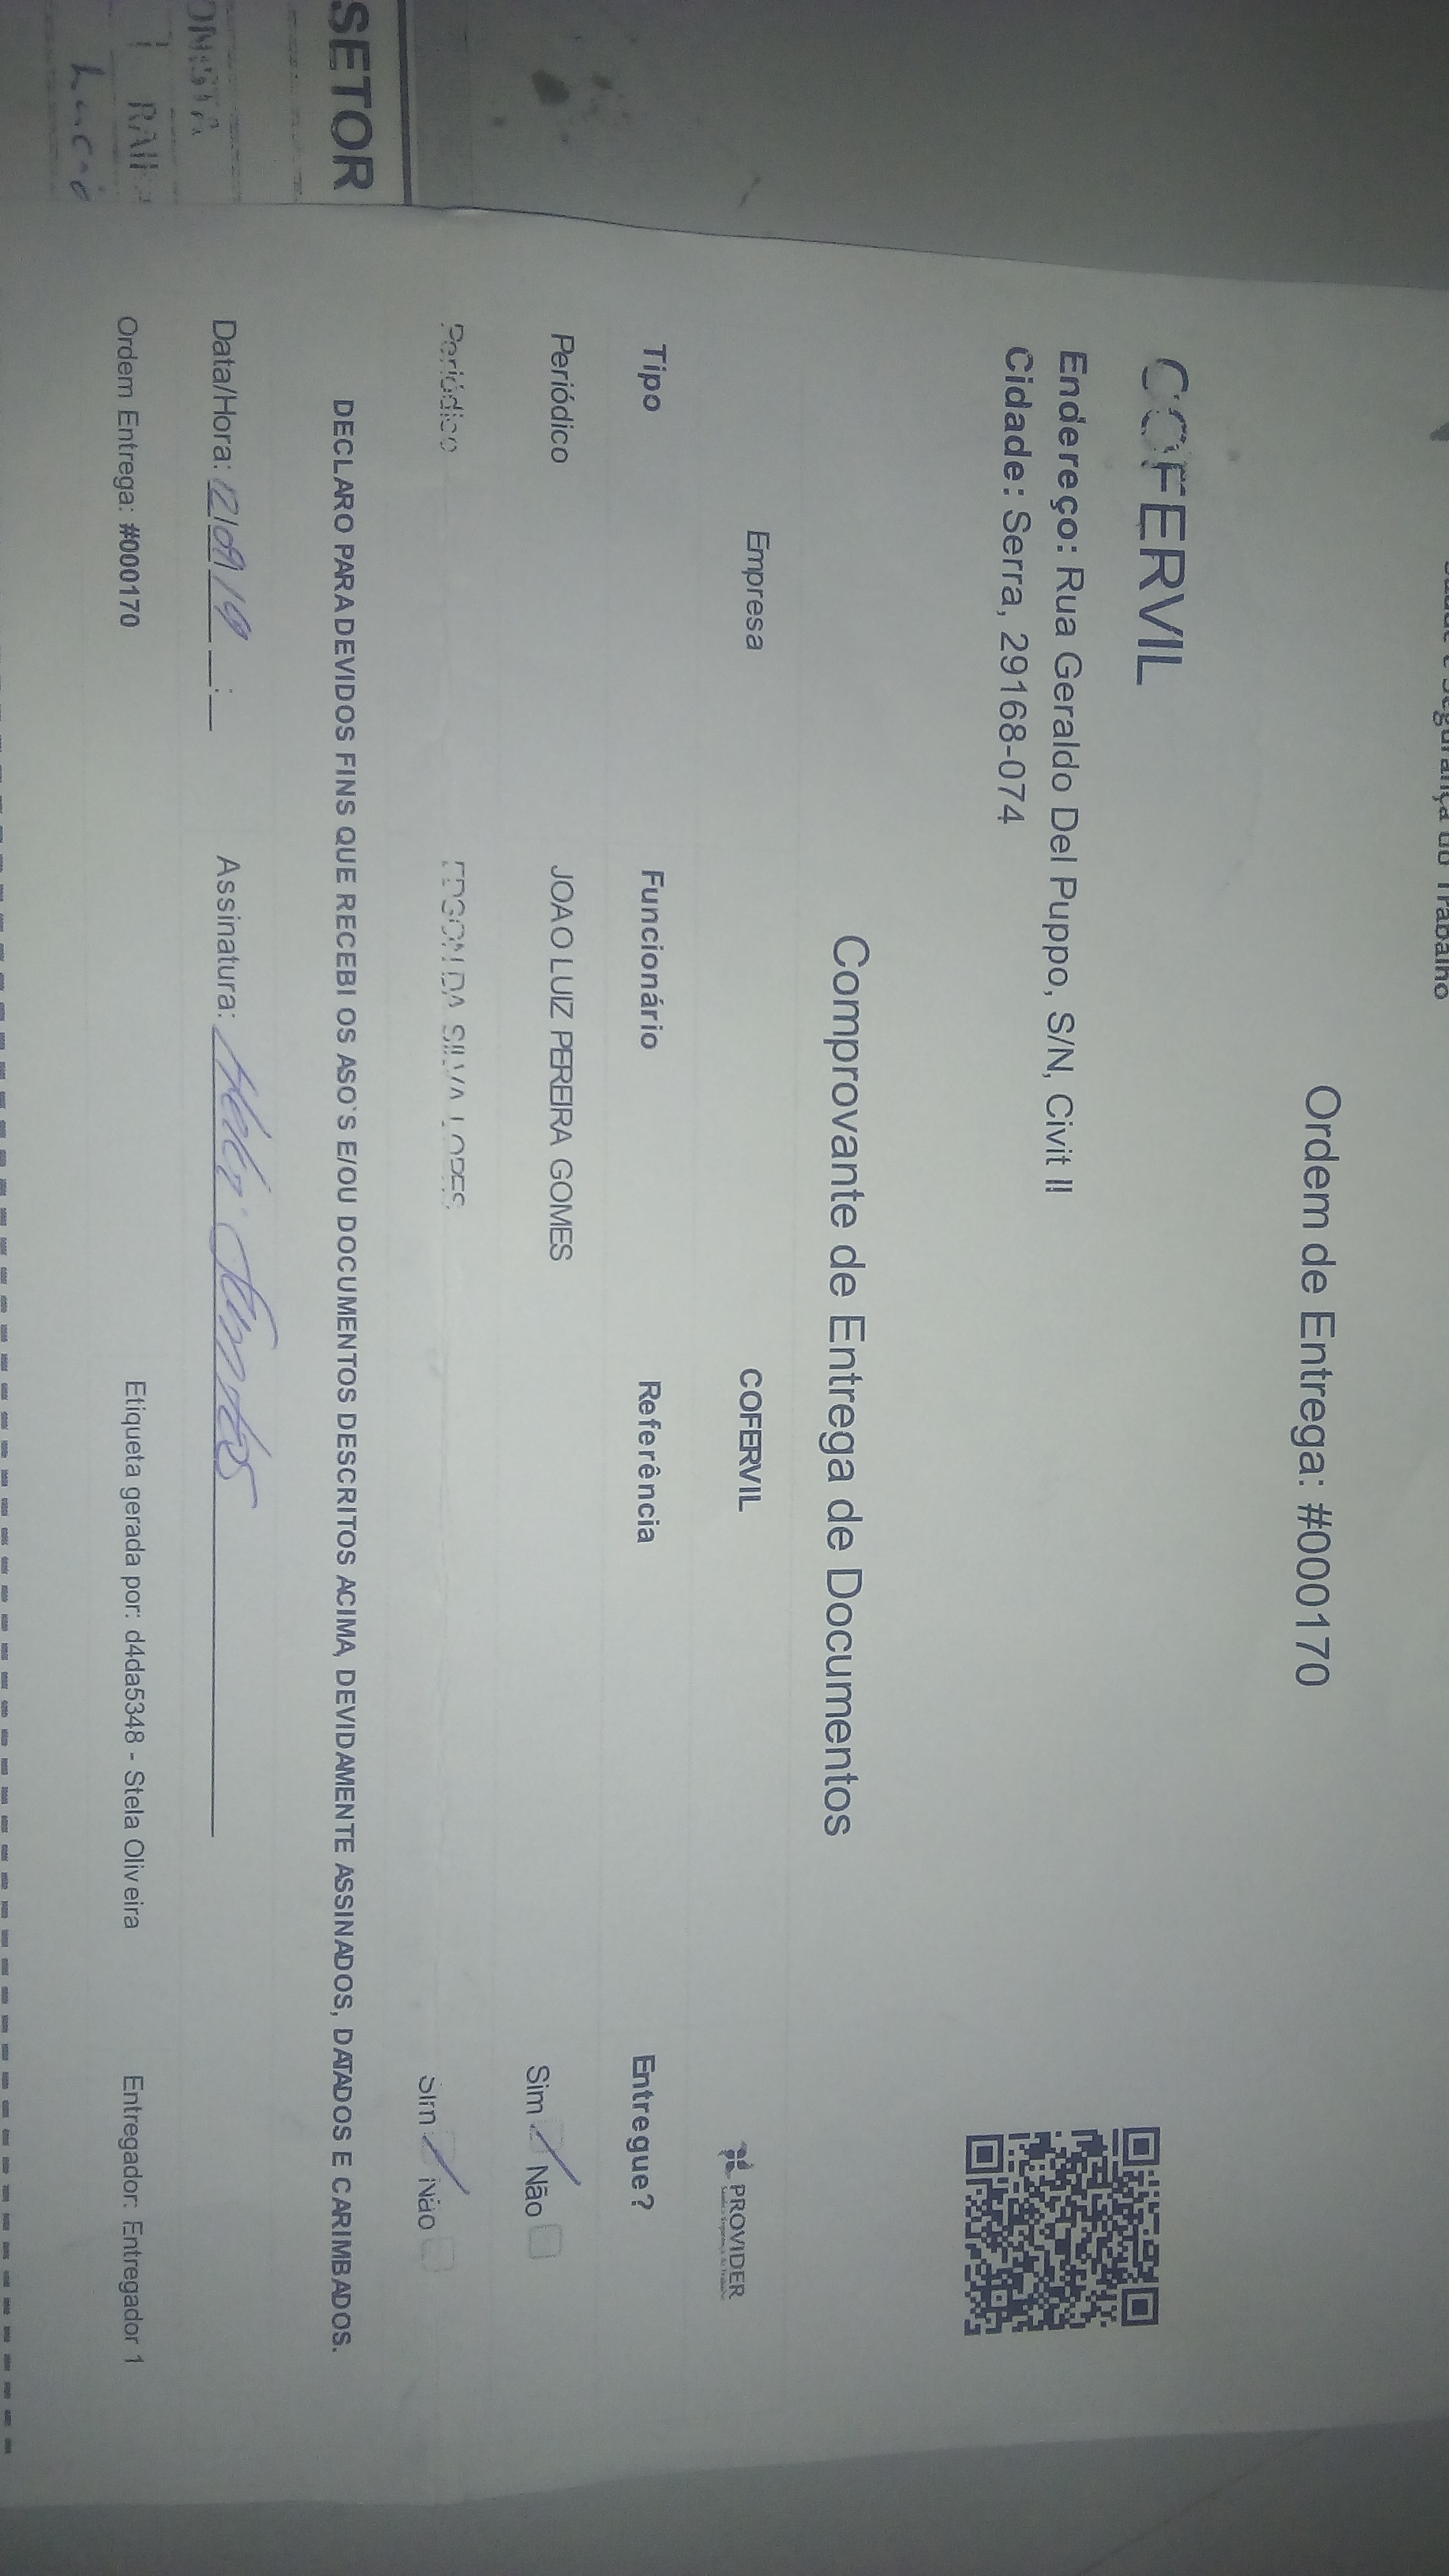 Segurança do Trabalho
Ordem de Entrega: #000170
COFERVIL
Endereço: Rua Geraldo Del Puppo, S/N, Civit II
Cidade: Serra, 29168-074
Comprovante de Entrega de Documentos
Empresa COFERVIL PROVIDER
Tipo Funcionário Referência Entregue?
Periódico JOAO LUIZ PEREIRA GOMES Sim Não
Periódico EDSON DA SILVA LOPES Sim Não
DECLARO PARA DEVIDOS FINS QUE RECEBI OS ASO`S E/OU DOCUMENTOS DESCRITOS ACIMA, DEVIDAMENTE ASSINADOS, DATADOS E CARIMBADOS.
Data/Hora: 12/09/19 __:__ Assinatura:
Ordem Entrega: #000170 Etiqueta gerada por: d4da5348 - Stela Oliveira Entregador: Entregador 1
SETOR